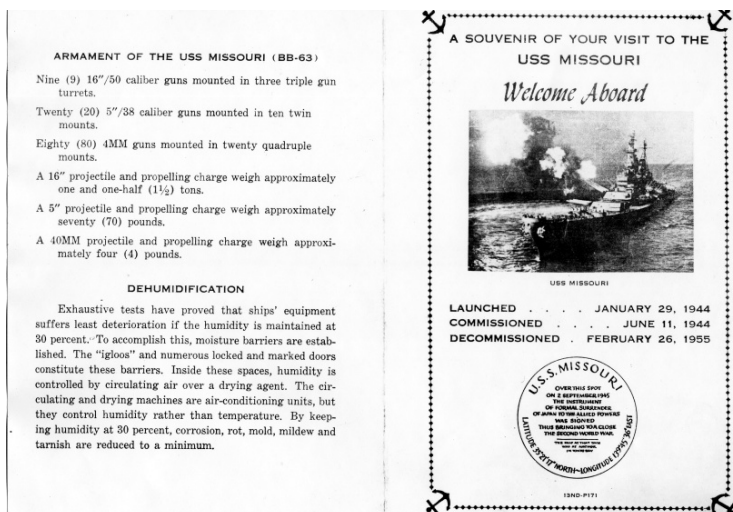 ARMAMENT OF THE USS MISSOURI (BB-63)
Nine (9) 16"/50 caliber guns mounted in three triple gun
turrets.
Twenty (20) 5"/38 caliber guns mounted in ten twin
mounts.
Eighty (80) 4MM guns mounted in twenty quadruple
mounts.
A 16" projectile and propelling charge weigh approximately
one and one-half (1½) tons.
A 5" projectile and propelling charge weigh approximately
seventy (70) pounds.
A 40MM projectile and propelling charge weigh approxi-
mately four (4) pounds.
DEHUMIDIFICATION
Exhaustive tests have proved that ships' equipment
suffers least deterioration if the humidity is maintained at
30 percent. To accomplish this, moisture barriers are estab-
lished. The "igloos" and numerous locked and marked doors
constitute these barriers. Inside these spaces, humidity is
controlled by circulating air over a drying agent. The cir-
culating and drying machines are air-conditioning units, but
they control humidity rather than temperature. By keep-
ing humidity at 30 percent, corrosion, rot, mold, mildew and
tarnish are reduced to a minimum.
A SOUVENIR OF YOUR VISIT TO THE
USS MISSOURI
Welcome Aboard
USS MISSOURI
LAUNCHED . . . . JANUARY 29, 1944
COMMISSIONED . . . . JUNE 11, 1944
DECOMMISSIONED . FEBRUARY 26, 1955
U.S.S. MISSOURI
OVER THIS SPOT
ON 2 SEPTEMBER 1945
THE INSTRUMENT
OF FORMAL SURRENDER
OF JAPAN TO THE ALLIED POWERS
WAS SIGNED
THUS BRINGING TO A CLOSE
THE SECOND WORLD WAR
LATITUDE 35°21'17" NORTH~LONGITUDE 139°45'36" EAST
13ND-P171